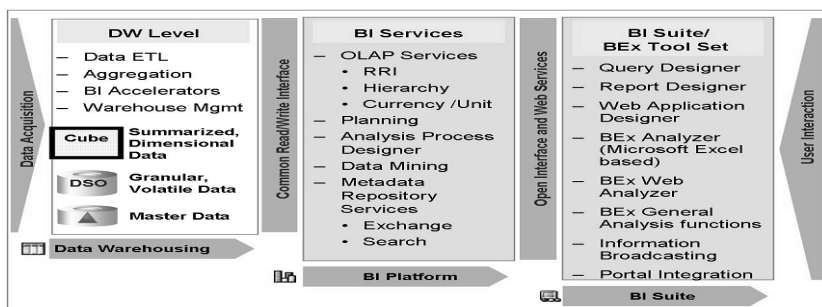 Data Acquisition
DW Level
– Data ETL
– Aggregation
– BI Accelerators
– Warehouse Mgmt
Cube
Summarized,
Dimensional
Data
DSO
Granular,
Volatile Data
Master Data
Data Warehousing
Common Read/Write Interface
BI Services
– OLAP Services
• RRI
• Hierarchy
• Currency /Unit
– Planning
– Analysis Process
Designer
– Data Mining
– Metadata
Repository
Services
• Exchange
• Search
BI Platform
Open Interface and Web Services
BI Suite/
BEx Tool Set
– Query Designer
– Report Designer
– Web Application
Designer
– BEx Analyzer
(Microsoft Excel
based)
– BEx Web
Analyzer
– BEx General
Analysis functions
– Information
Broadcasting
– Portal Integration
BI Suite
User Interaction